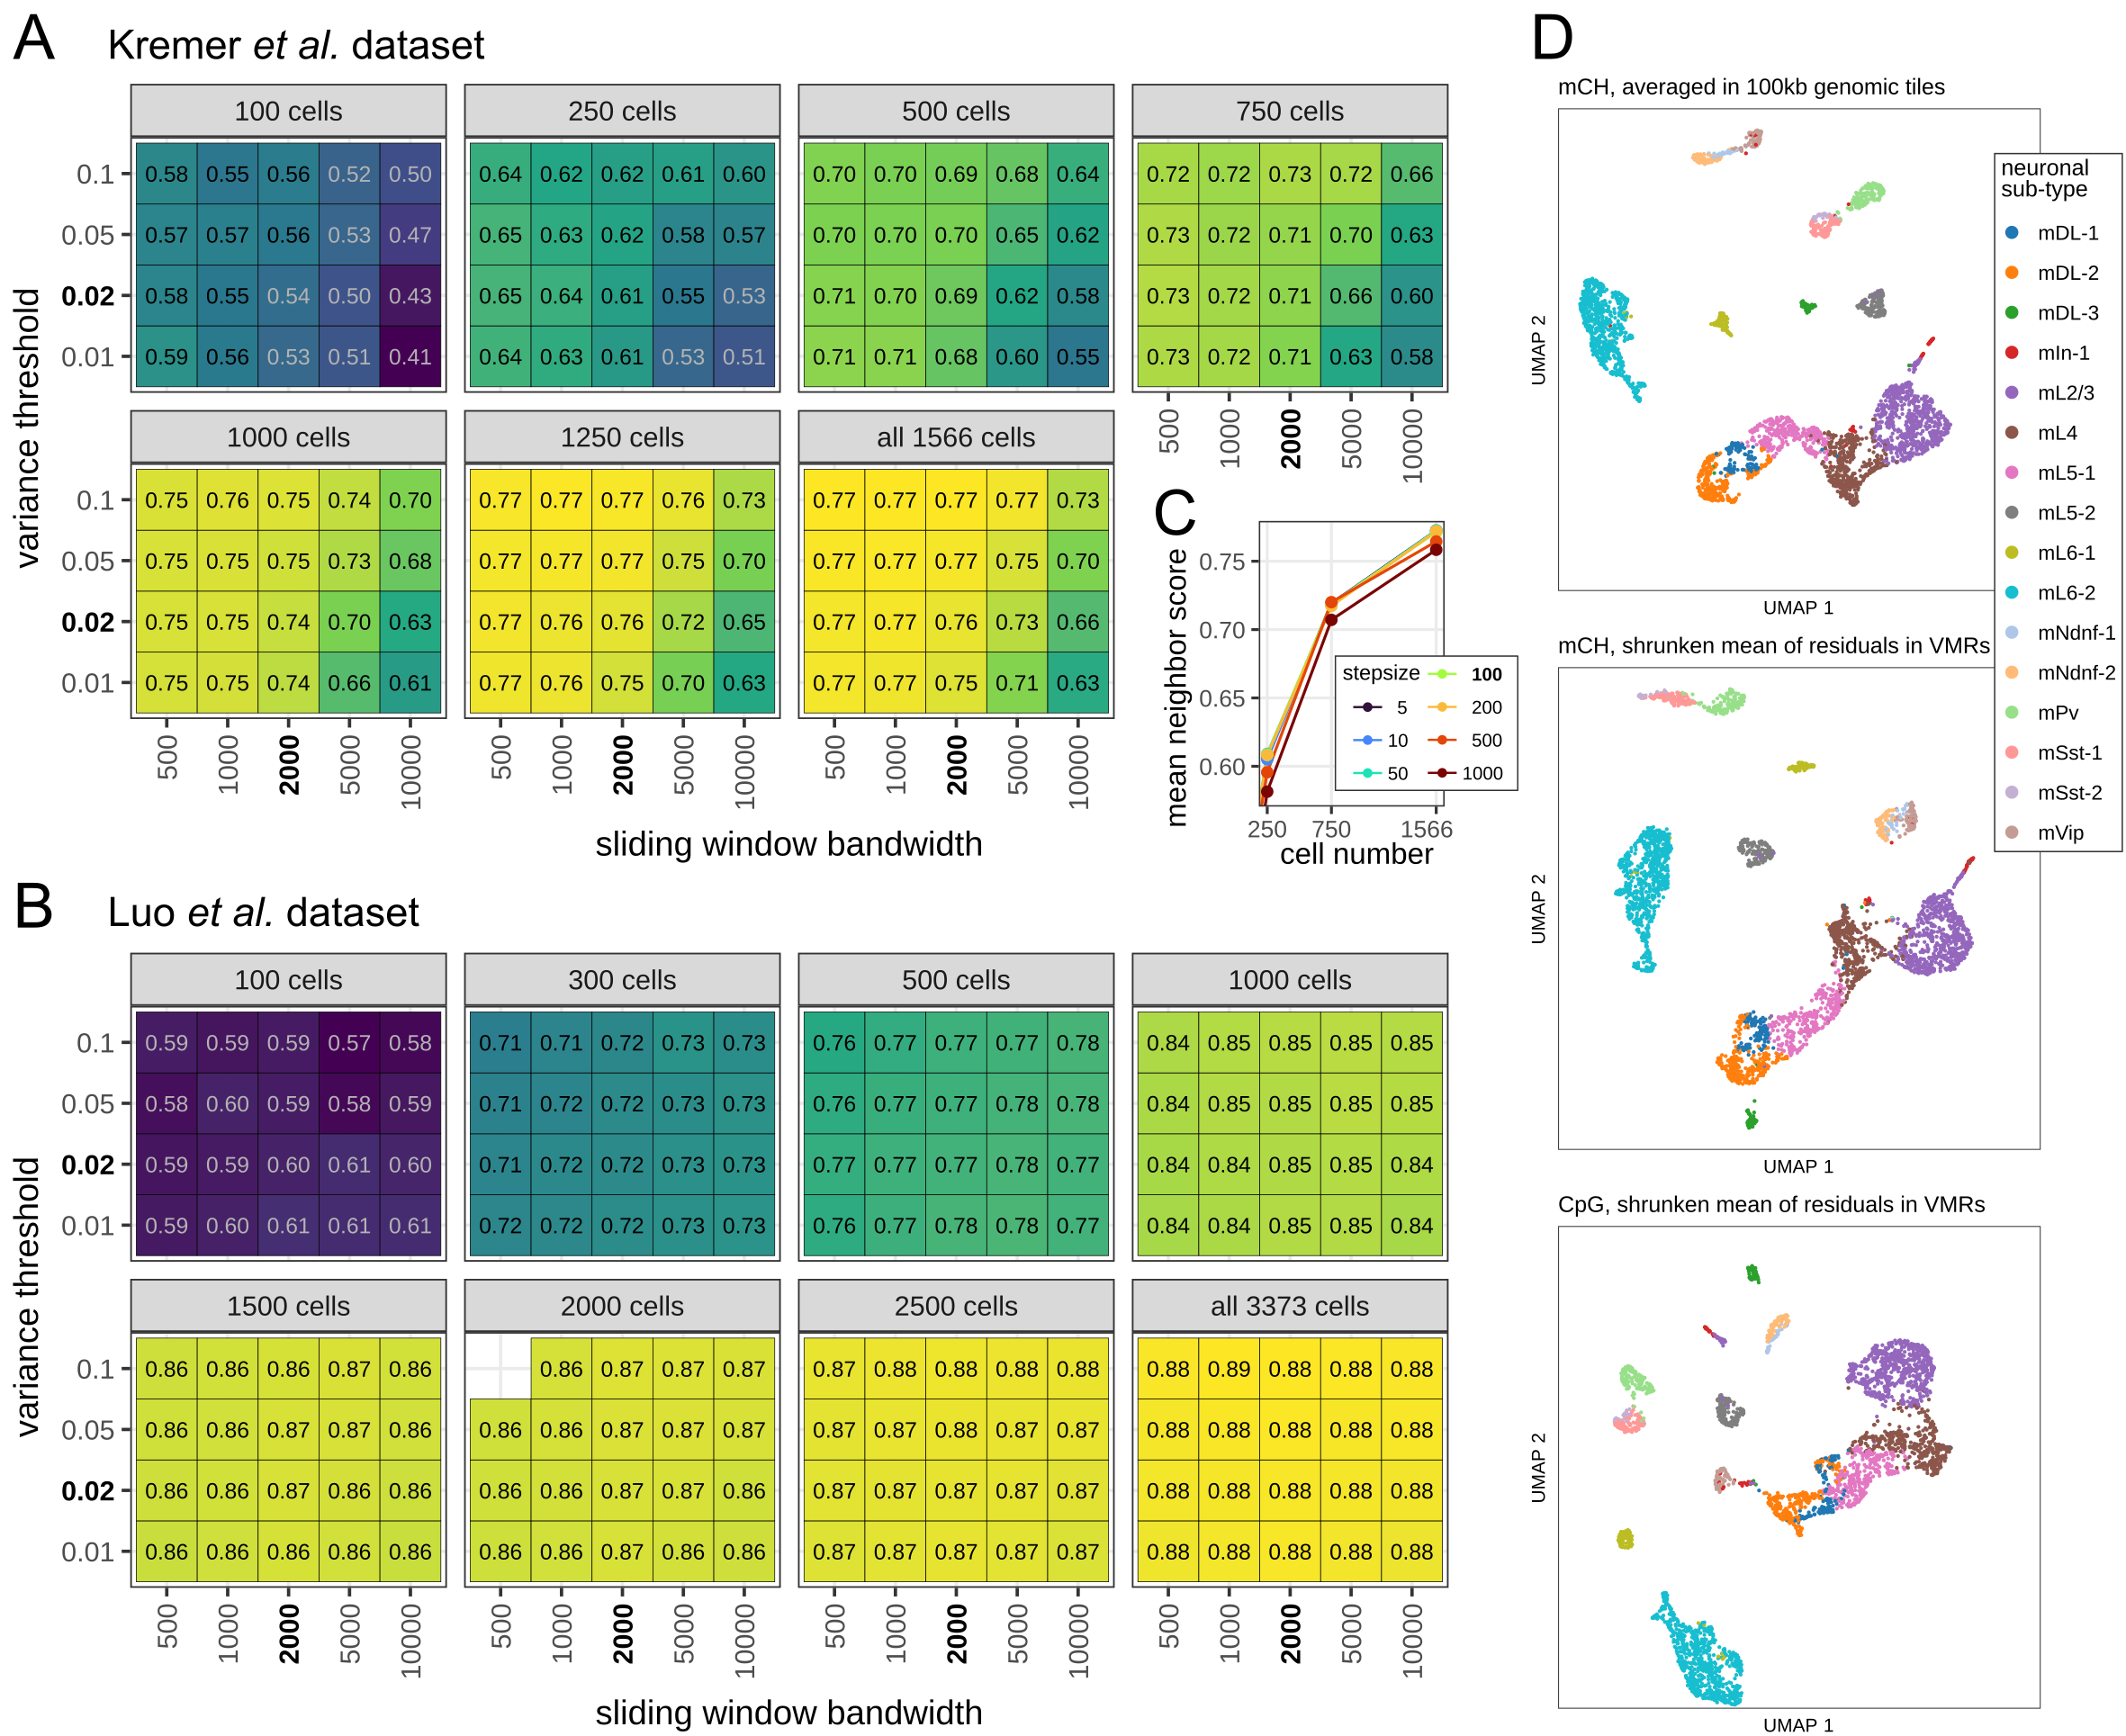 A Kremer et al. dataset
100 cells 250 cells 500 cells 750 cells
0.1 0.58 0.55 0.56 0.52 0.50 0.64 0.62 0.62 0.61 0.60 0.70 0.70 0.69 0.68 0.64 0.72 0.72 0.73 0.72 0.66
0.05 0.57 0.57 0.56 0.53 0.47 0.65 0.63 0.62 0.58 0.57 0.70 0.70 0.70 0.65 0.62 0.73 0.72 0.71 0.70 0.63
0.02 0.58 0.55 0.54 0.50 0.43 0.65 0.64 0.61 0.55 0.53 0.71 0.70 0.69 0.62 0.58 0.73 0.72 0.71 0.66 0.60
0.01 0.59 0.56 0.53 0.51 0.41 0.64 0.63 0.61 0.53 0.51 0.71 0.71 0.68 0.60 0.55 0.73 0.72 0.71 0.63 0.58
500 1000 2000 5000 10000
variance threshold
1000 cells 1250 cells all 1566 cells
0.1 0.75 0.76 0.75 0.74 0.70 0.77 0.77 0.77 0.76 0.73 0.77 0.77 0.77 0.77 0.73
0.05 0.75 0.75 0.75 0.73 0.68 0.77 0.77 0.77 0.75 0.70 0.77 0.77 0.77 0.75 0.70
0.02 0.75 0.75 0.74 0.70 0.63 0.77 0.76 0.76 0.72 0.65 0.77 0.77 0.76 0.73 0.66
0.01 0.75 0.75 0.74 0.66 0.61 0.77 0.76 0.75 0.70 0.63 0.77 0.77 0.75 0.71 0.63
500 1000 2000 5000 10000 500 1000 2000 5000 10000 500 1000 2000 5000 10000
sliding window bandwidth
C
mean neighbor score
0.75
0.70
0.65
0.60
250 750 1566
cell number
stepsize 100
5 200
10 500
50 1000
B Luo et al. dataset
100 cells 300 cells 500 cells 1000 cells
0.1 0.59 0.59 0.59 0.57 0.58 0.71 0.71 0.72 0.73 0.73 0.76 0.77 0.77 0.77 0.78 0.84 0.85 0.85 0.85 0.85
0.05 0.58 0.60 0.59 0.58 0.59 0.71 0.72 0.72 0.73 0.73 0.76 0.77 0.77 0.78 0.78 0.84 0.85 0.85 0.85 0.85
0.02 0.59 0.59 0.60 0.61 0.60 0.71 0.72 0.72 0.73 0.73 0.77 0.77 0.77 0.78 0.77 0.84 0.84 0.85 0.85 0.84
0.01 0.59 0.60 0.61 0.61 0.61 0.72 0.72 0.72 0.73 0.73 0.76 0.77 0.78 0.78 0.77 0.84 0.84 0.85 0.85 0.84
variance threshold
1500 cells 2000 cells 2500 cells all 3373 cells
0.1 0.86 0.86 0.86 0.87 0.86 0.86 0.87 0.87 0.87 0.87 0.88 0.88 0.88 0.88 0.88 0.89 0.88 0.88 0.88
0.05 0.86 0.86 0.87 0.87 0.86 0.86 0.86 0.87 0.87 0.87 0.87 0.87 0.88 0.87 0.87 0.88 0.88 0.88 0.88 0.88
0.02 0.86 0.86 0.87 0.86 0.86 0.86 0.86 0.87 0.87 0.86 0.87 0.87 0.87 0.87 0.87 0.88 0.88 0.88 0.88 0.88
0.01 0.86 0.86 0.86 0.86 0.86 0.86 0.86 0.87 0.86 0.86 0.87 0.87 0.87 0.87 0.87 0.88 0.88 0.88 0.88 0.88
500 1000 2000 5000 10000 500 1000 2000 5000 10000 500 1000 2000 5000 10000 500 1000 2000 5000 10000
sliding window bandwidth
D
mCH, averaged in 100kb genomic tiles
UMAP 2
UMAP 1
mCH, shrunken mean of residuals in VMRs
UMAP 2
UMAP 1
CpG, shrunken mean of residuals in VMRs
UMAP 2
UMAP 1
neuronal
sub-type
mDL-1
mDL-2
mDL-3
mIn-1
mL2/3
mL4
mL5-1
mL5-2
mL6-1
mL6-2
mNdnf-1
mNdnf-2
mPv
mSst-1
mSst-2
mVip